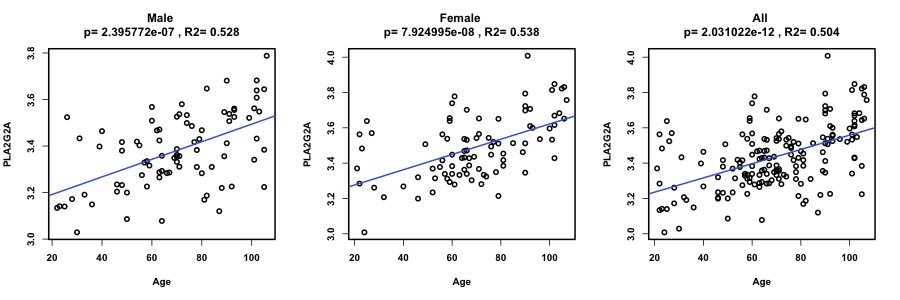 Male
p= 2.395772e-07 , R2= 0.528
PLA2G2A
3.8
3.6
3.4
3.2
3.0
20 40 60 80 100
Age
Female
p= 7.924995e-08 , R2= 0.538
PLA2G2A
4.0
3.8
3.6
3.4
3.2
3.0
20 40 60 80 100
Age
All
p= 2.031022e-12 , R2= 0.504
PLA2G2A
4.0
3.8
3.6
3.4
3.2
3.0
20 40 60 80 100
Age